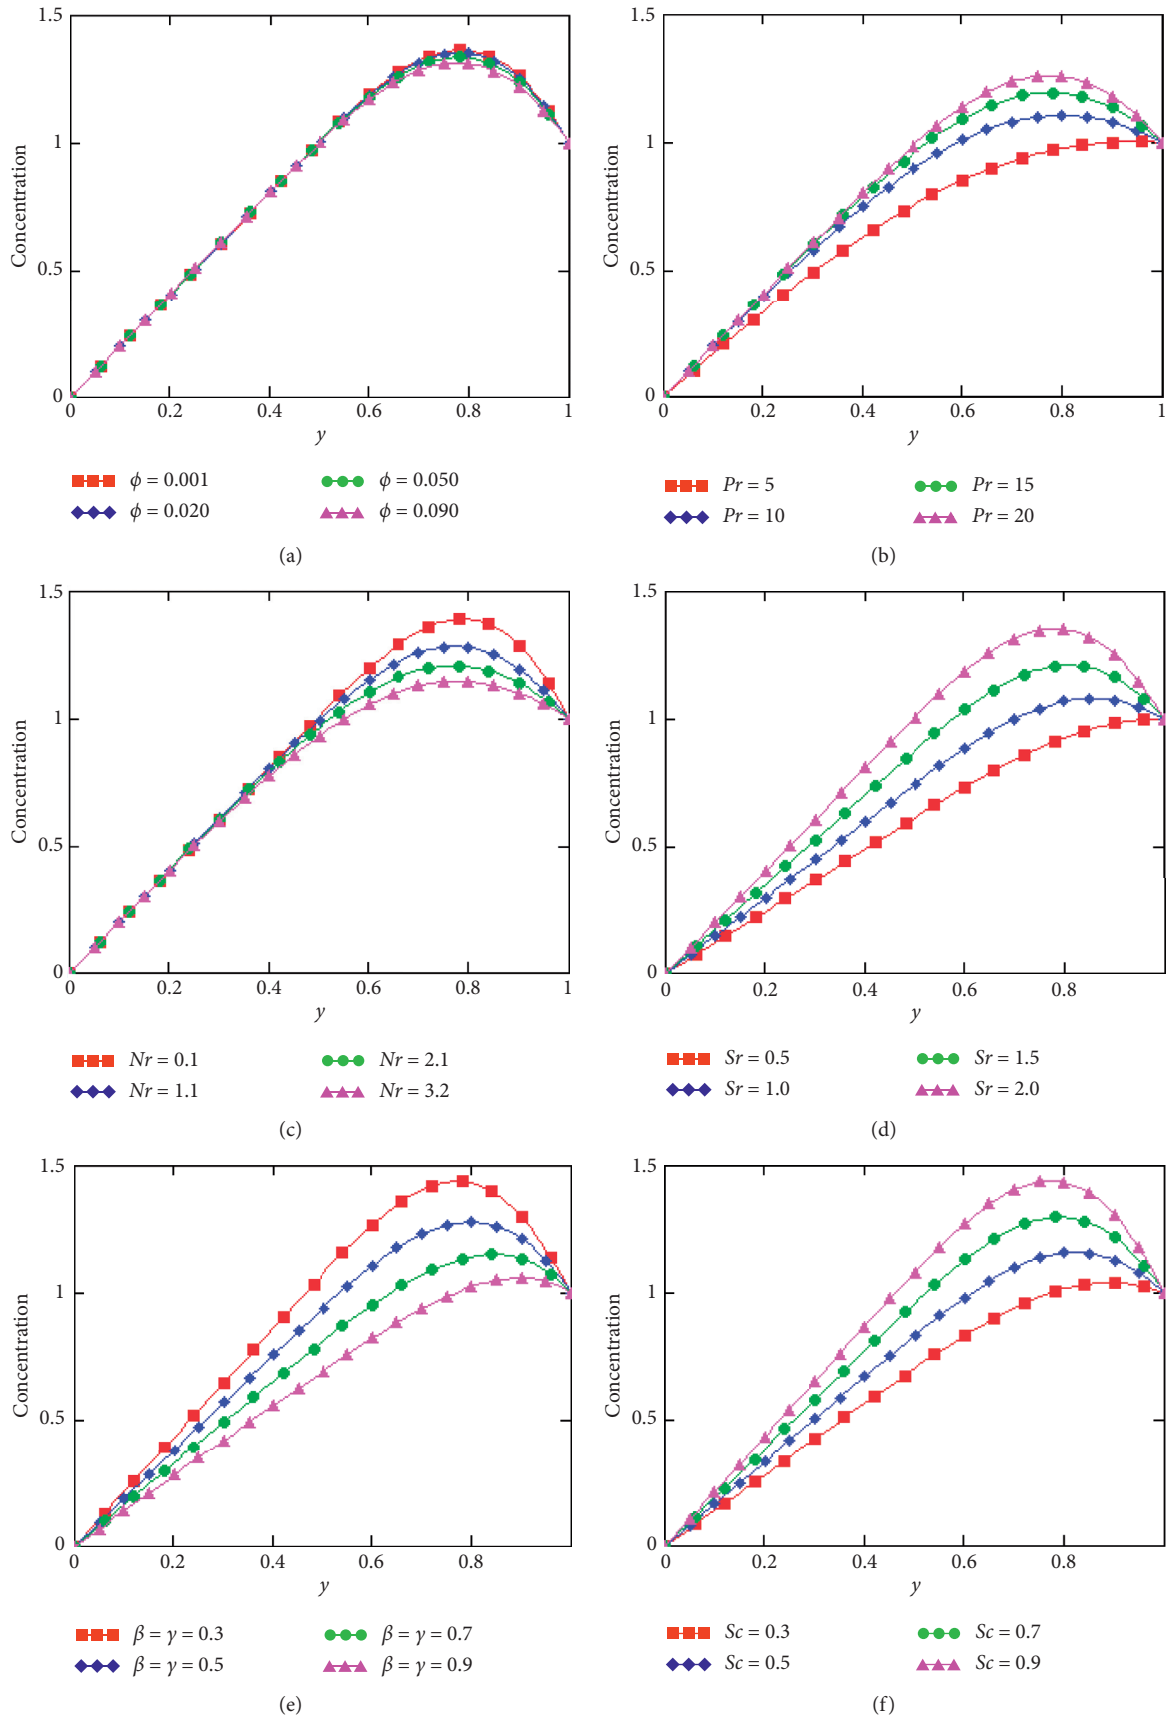 1.5
1
0.5
0
Concentration
0 0.2 0.4 0.6 0.8 1
y
ϕ = 0.001 ϕ = 0.050
ϕ = 0.020 ϕ = 0.090
(a)
1.5
1
0.5
0
Concentration
0.2 0.4 0.6 0.8 1
0
y
Pr = 5 Pr = 15
Pr = 10 Pr = 20
(b)
1.5
1
0.5
0
Concentration
0 0.2 0.4 0.6 0.8 1
y
Nr = 0.1 Nr = 2.1
Nr = 1.1 Nr = 3.2
(c)
1.5
1
0.5
0
Concentration
0 0.2 0.4 0.6 0.8
y
Sr = 0.5 Sr = 1.5
Sr = 1.0 Sr = 2.0
(d)
1.5
1
0.5
0
Concentration
0 0.2 0.4 0.6 0.8
y
β = γ = 0.3 β = γ = 0.7
β = γ = 0.5 β = γ = 0.9
(e)
1.5
1
0.5
0
Concentration
0 0.2 0.4 0.6 0.8
y
Sc = 0.3 Sc = 0.7
Sc = 0.5 Sc = 0.9
(f)